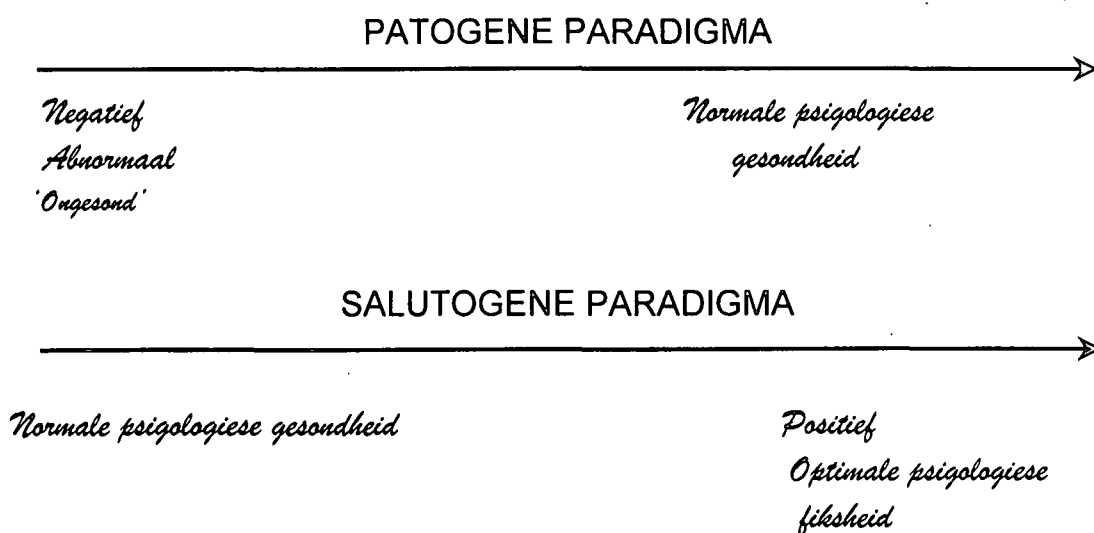 PATOGENE PARADIGMA
Negatief
Abnormaal
'Ongesond'
Normale psigologiese
gesondheid
SALUTOGENE PARADIGMA
Normale psigologiese gesondheid
Positief
Optimale psigologiese
fiksheid